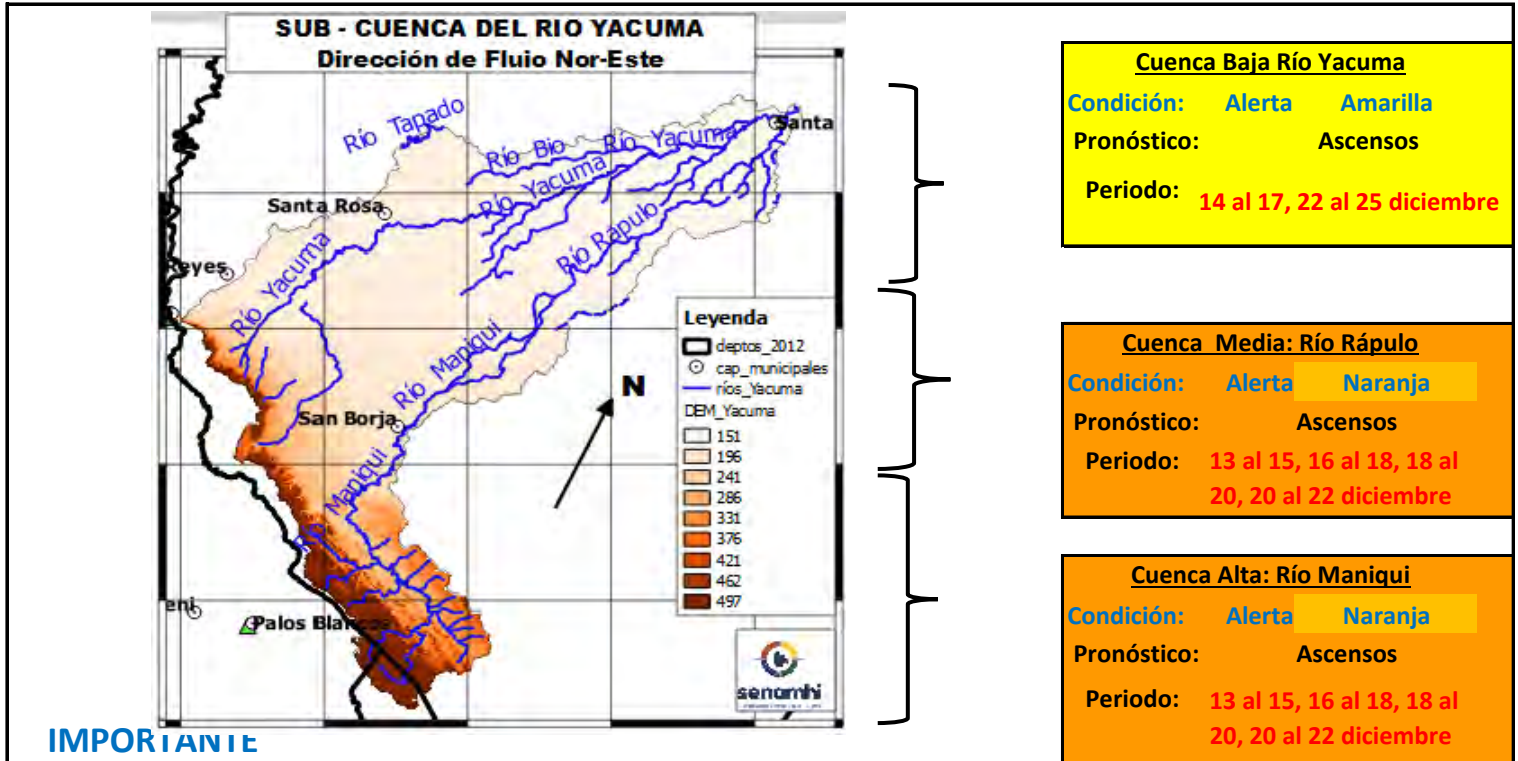 SUB - CUENCA DEL RIO YACUMA
Dirección de Fluio Nor-Este
Río Tapado
Río Bio
Río Yacuma
Santa
Río Yacuma
Santa Rosa
Río Rápulo
Reyes
Río Yacuma
Río Maniquí
San Borja
Río Maniqui
eni
Palos Blancos
N
Leyenda
deptos_2012
cap_municipales
ríos_Yacuma
DEM_Yacuma
151
196
241
286
331
376
421
462
497
senamhi
Cuenca Baja Río Yacuma
Condición: Alerta Amarilla
Pronóstico: Ascensos
Periodo: 14 al 17, 22 al 25 diciembre
Cuenca Media: Río Rápulo
Condición: Alerta Naranja
Pronóstico: Ascensos
Periodo: 13 al 15, 16 al 18, 18 al
20, 20 al 22 diciembre
Cuenca Alta: Río Maniqui
Condición: Alerta Naranja
Pronóstico: Ascensos
Periodo: 13 al 15, 16 al 18, 18 al
20, 20 al 22 diciembre
IMPORTANTE